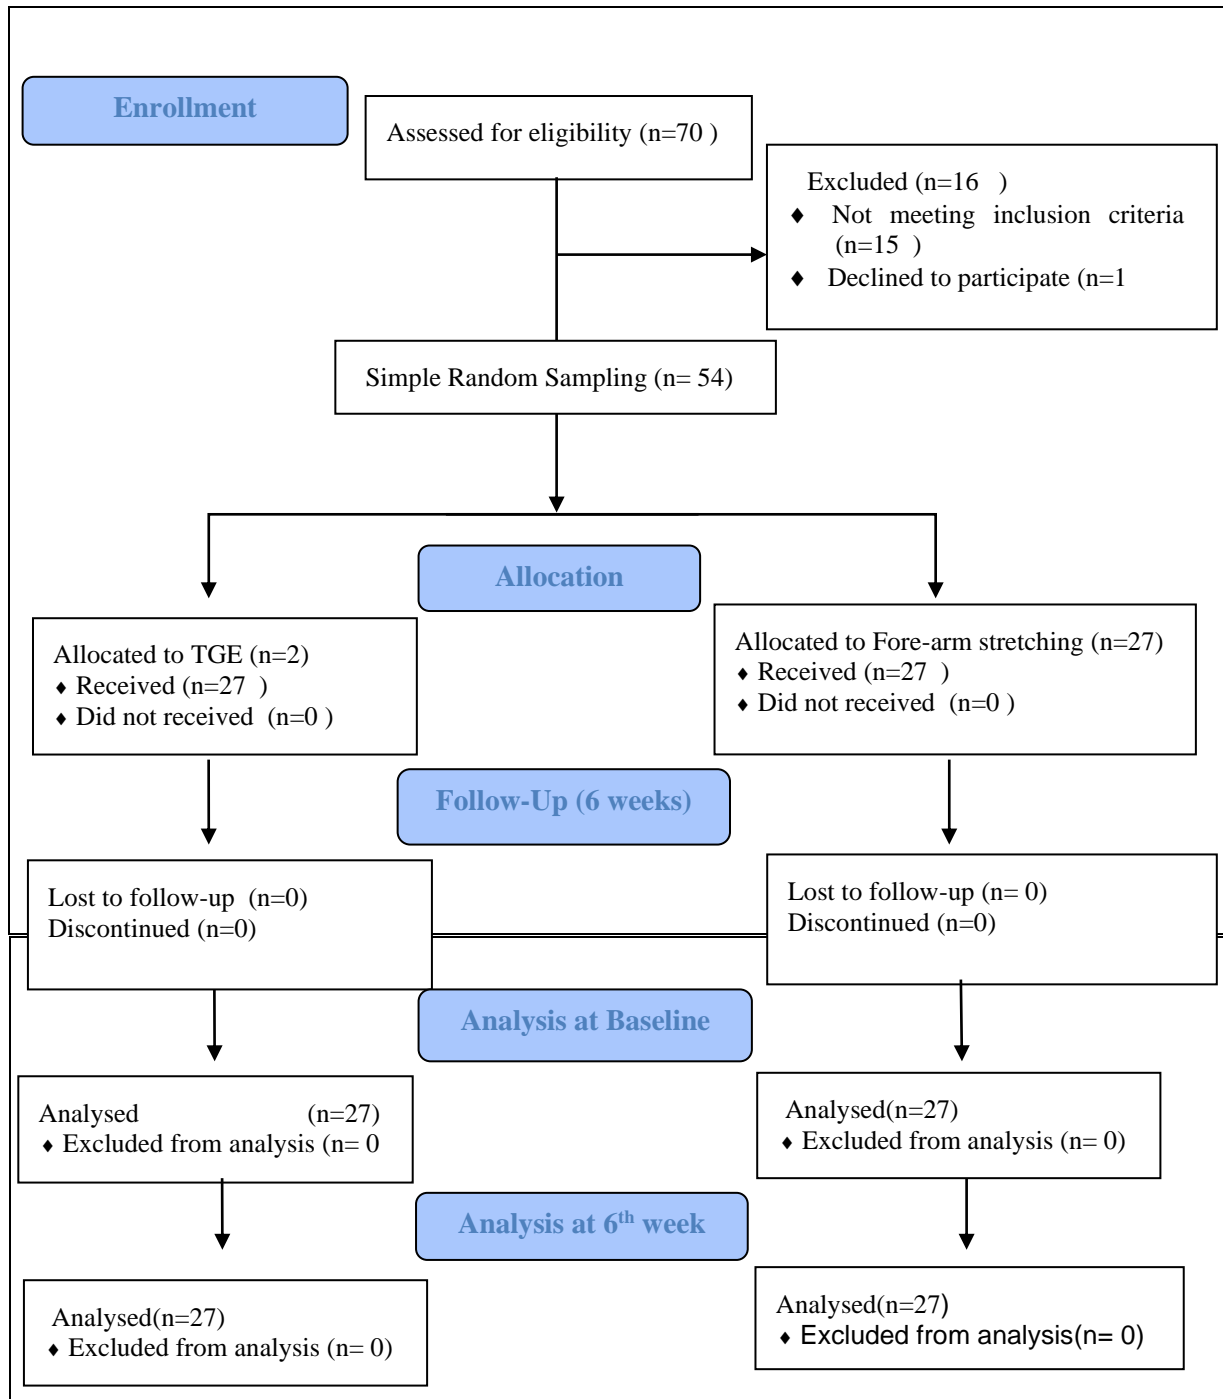 Enrollment
Assessed for eligibility (n=70 )
Excluded (n=16 )
♦ Not meeting inclusion criteria
(n=15 )
♦ Declined to participate (n=1
Simple Random Sampling (n= 54)
Allocation
Allocated to TGE (n=2)
♦ Received (n=27 )
♦ Did not received (n=0 )
Allocated to Fore-arm stretching (n=27)
♦ Received (n=27 )
♦ Did not received (n=0 )
Follow-Up (6 weeks)
Lost to follow-up (n=0)
Discontinued (n=0)
Lost to follow-up (n= 0)
Discontinued (n=0)
Analysis at Baseline
Analysed (n=27)
♦ Excluded from analysis (n= 0
Analysed(n=27)
♦ Excluded from analysis (n= 0)
Analysis at 6th week
Analysed(n=27)
♦ Excluded from analysis (n= 0)
Analysed(n=27)
♦ Excluded from analysis(n= 0)